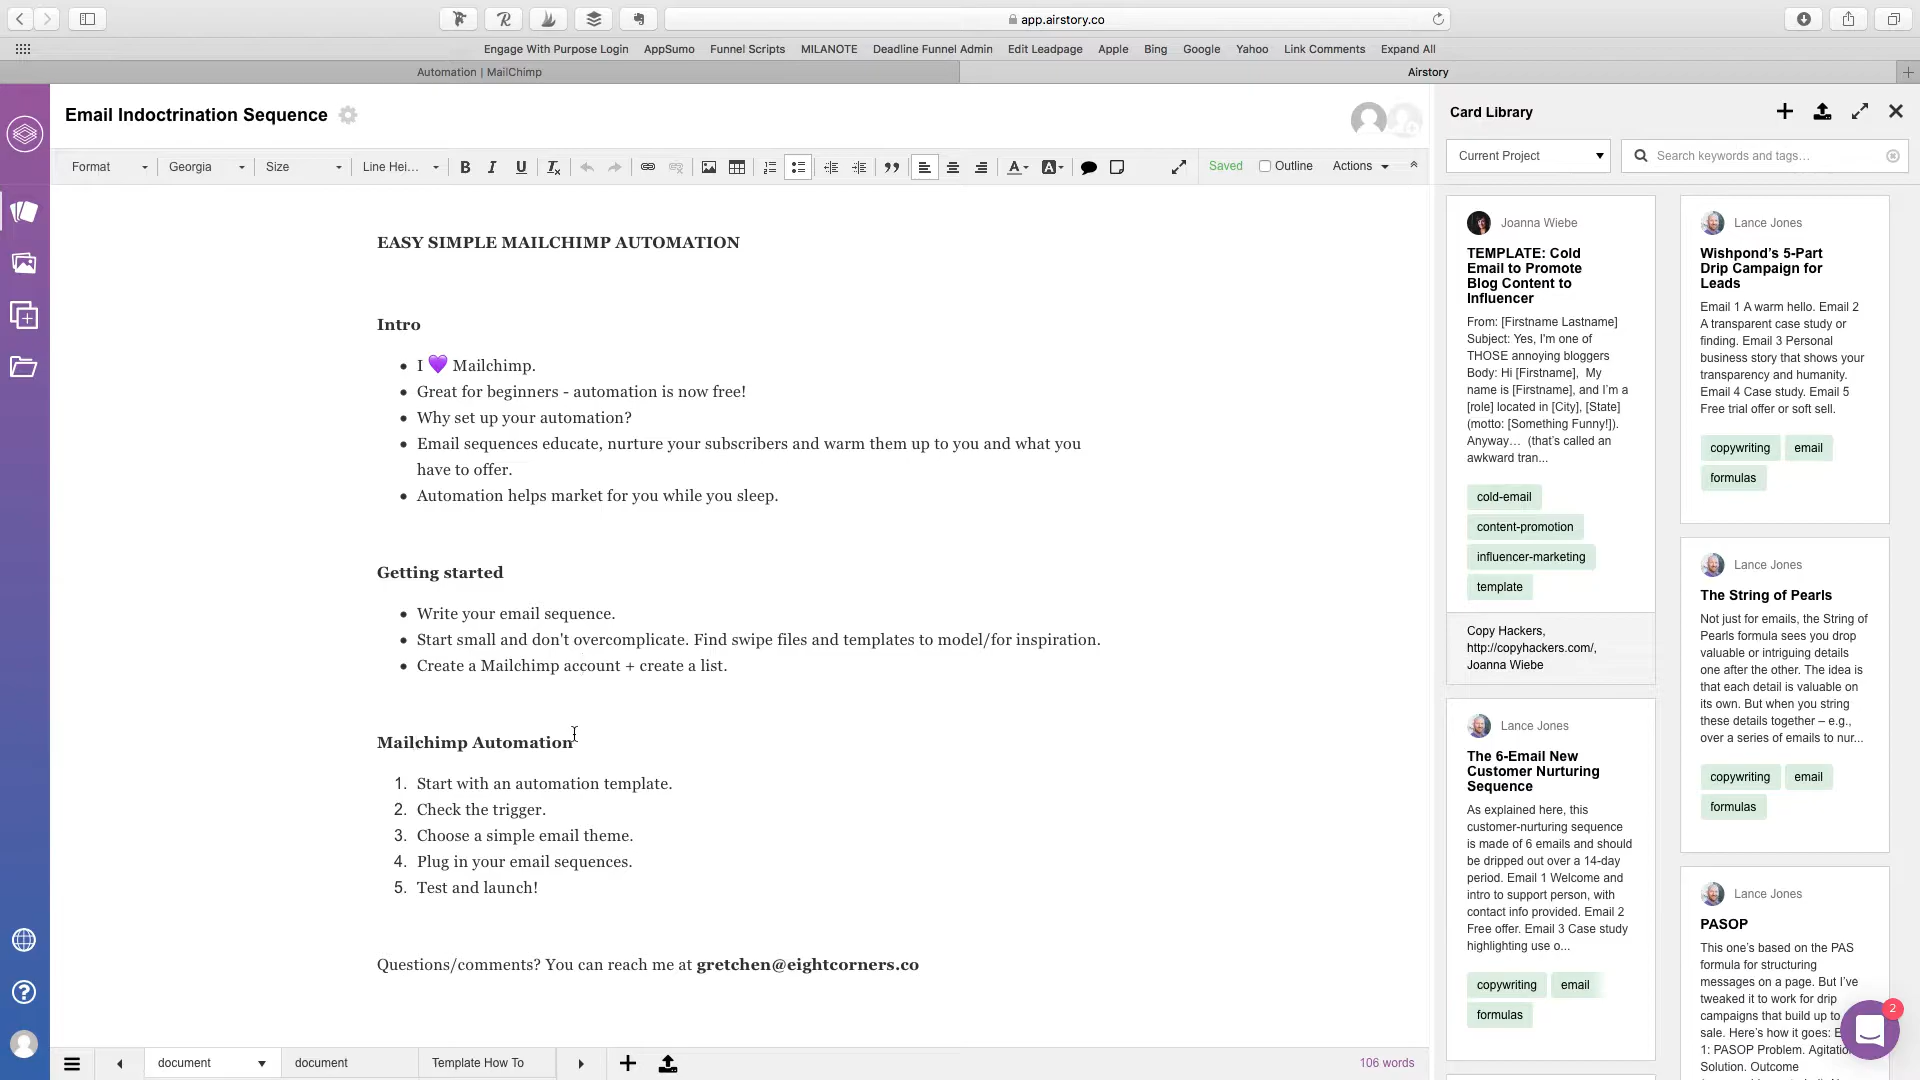 app.airstory.co
Engage With Purpose Login AppSumo Funnel Scripts MILANOTE Deadline Funnel Admin Edit Leadpage Apple Bing Google Yahoo Link Comments Expand All
Automation | MailChimp
Airstory
Email Indoctrination Sequence
Format Georgia Size Line Hei... B I U Saved Outline Actions
EASY SIMPLE MAILCHIMP AUTOMATION
Intro
• I 💜 Mailchimp.
• Great for beginners - automation is now free!
• Why set up your automation?
• Email sequences educate, nurture your subscribers and warm them up to you and what you
have to offer.
• Automation helps market for you while you sleep.
Getting started
• Write your email sequence.
• Start small and don't overcomplicate. Find swipe files and templates to model/for inspiration.
• Create a Mailchimp account + create a list.
Mailchimp Automation
1. Start with an automation template.
2. Check the trigger.
3. Choose a simple email theme.
4. Plug in your email sequences.
5. Test and launch!
Questions/comments? You can reach me at gretchen@eightcorners.co
document
document
Template How To
106 words
Card Library
Current Project
Search keywords and tags...
Joanna Wiebe
TEMPLATE: Cold
Email to Promote
Blog Content to
Influencer
From: [Firstname Lastname]
Subject: Yes, I'm one of
THOSE annoying bloggers
Body: Hi [Firstname], My
name is [Firstname], and I'm a
[role] located in [City], [State]
(motto: [Something Funny!]).
Anyway… (that's called an
awkward tran...
cold-email
content-promotion
influencer-marketing
template
Copy Hackers,
http://copyhackers.com/,
Joanna Wiebe
Lance Jones
The 6-Email New
Customer Nurturing
Sequence
As explained here, this
customer-nurturing sequence
is made of 6 emails and should
be dripped out over a 14-day
period. Email 1 Welcome and
intro to support person, with
contact info provided. Email 2
Free offer. Email 3 Case study
highlighting use o...
copywriting email
formulas
Lance Jones
Wishpond's 5-Part
Drip Campaign for
Leads
Email 1 A warm hello. Email 2
A transparent case study or
finding. Email 3 Personal
business story that shows your
transparency and humanity.
Email 4 Case study. Email 5
Free trial offer or soft sell.
copywriting email
formulas
Lance Jones
The String of Pearls
Not just for emails, the String of
Pearls formula sees you drop
valuable or intriguing details
one after the other. The idea is
that each detail is valuable on
its own. But when you string
these details together – e.g.,
over a series of emails to nur...
copywriting email
formulas
Lance Jones
PASOP
This one's based on the PAS
formula for structuring
messages on a page. But I've
tweaked it to work for drip
campaigns that build up to
sale. Here's how it goes:
1: PASOP Problem. Agitation
Solution. Outcome
2